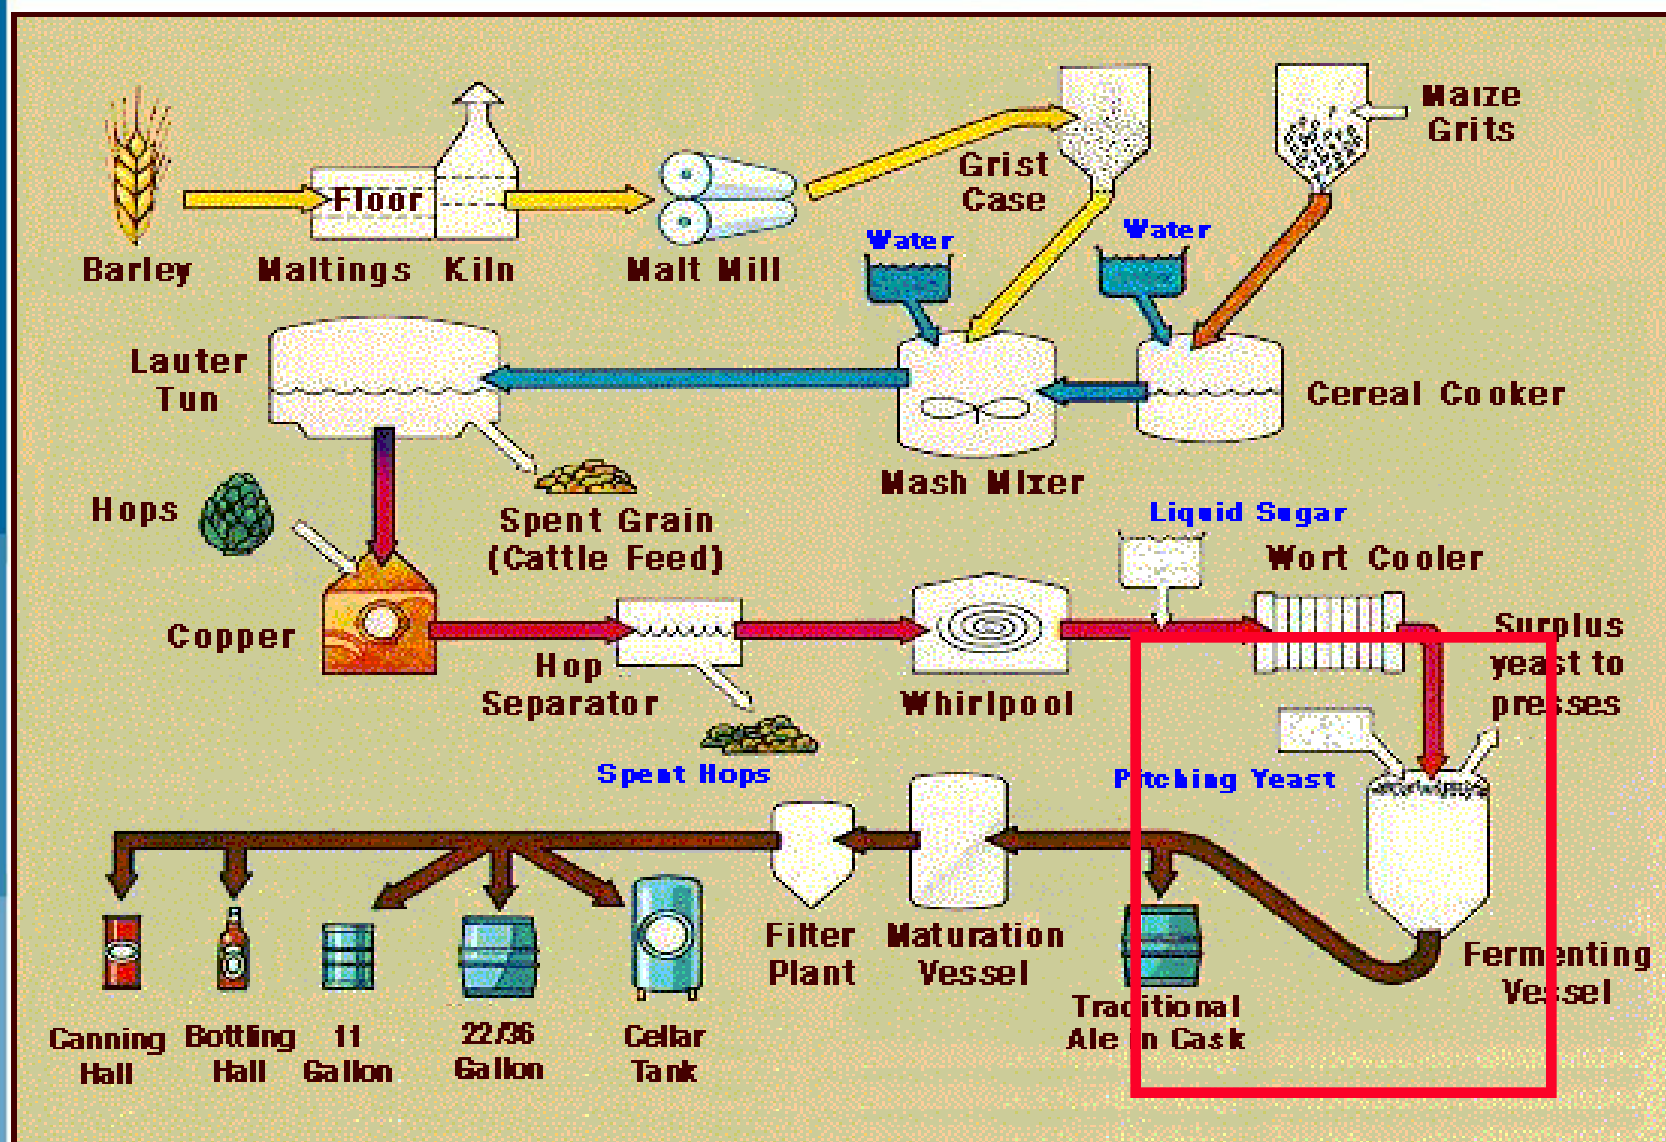 Maize
Grits
Grist
Case
Floor
Water
Water
Barley
Maltings
Kiln
Malt Mill
Lauter
Tun
Cereal Cooker
Mash Mixer
Hops
Spent Grain
(Cattle Feed)
Liquid Sugar
Wort Cooler
Copper
Hop
Separator
Whirlpool
Surplus
yeast to
presses
Spent Hops
Pitching Yeast
Filter
Plant
Maturation
Vessel
Traditional
Ale in Cask
Fermenting
Vessel
Canning
Hall
Bottling
Hall
11
Gallon
22/36
Gallon
Cellar
Tank